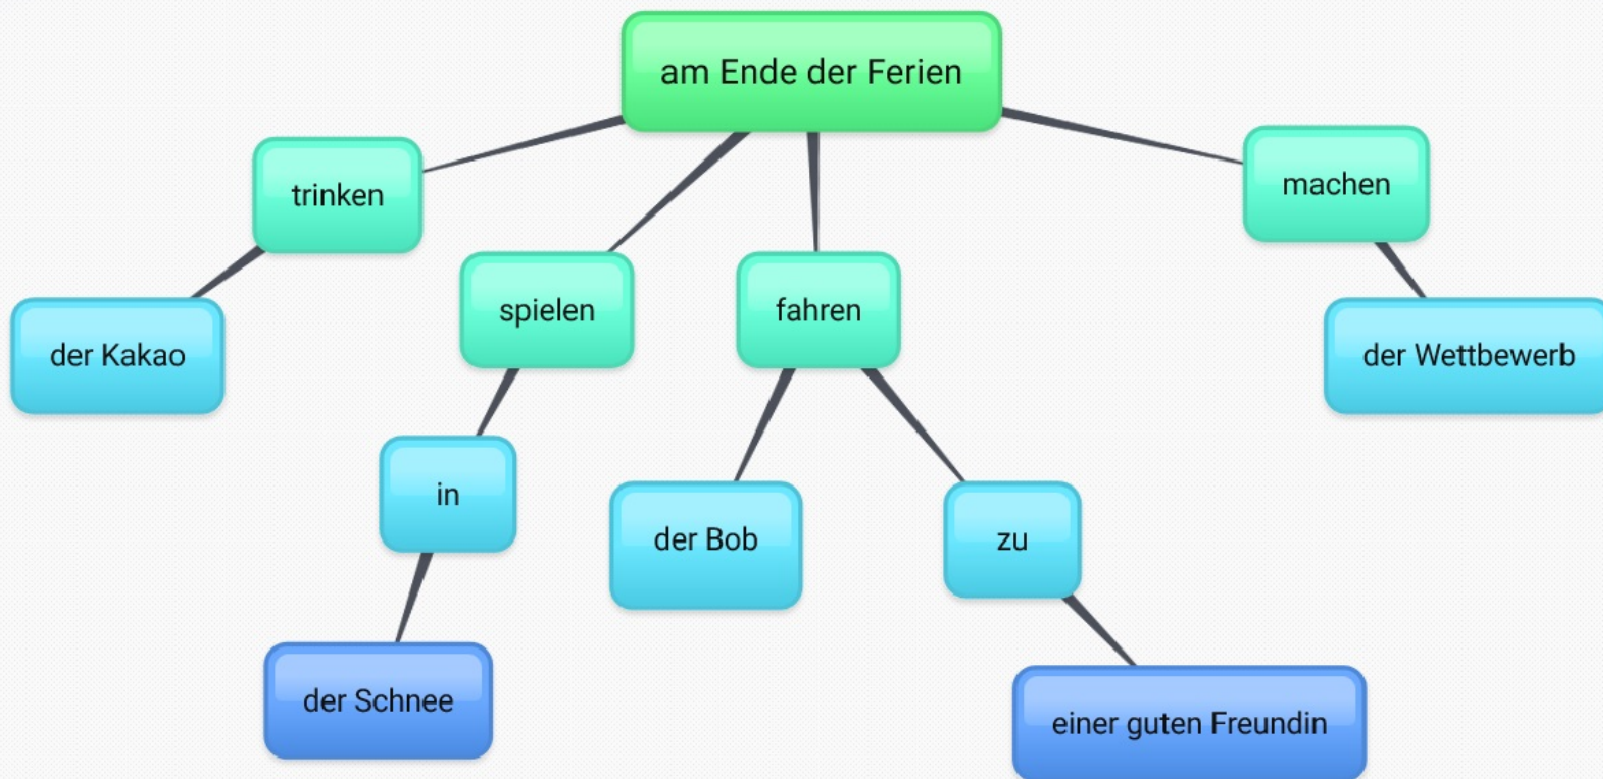 am Ende der Ferien
trinken
machen
spielen
fahren
der Kakao
der Wettbewerb
in
der Bob
zu
der Schnee
einer guten Freundin